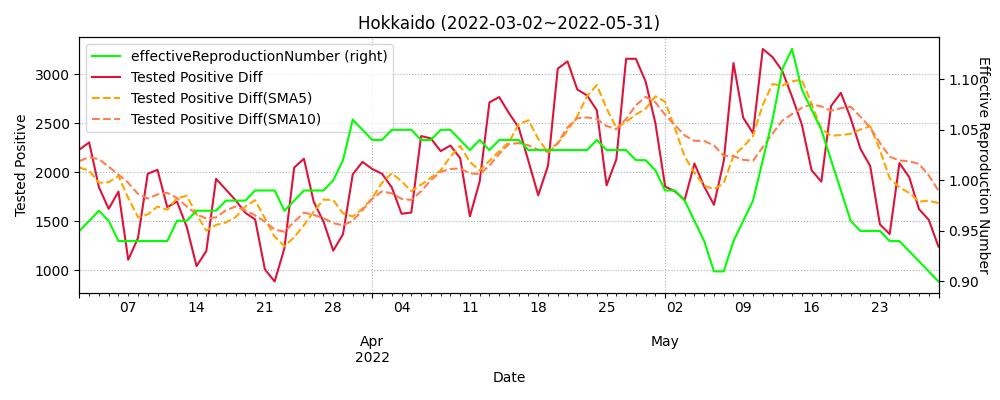 Hokkaido (2022-03-02~2022-05-31)
effectiveReproductionNumber (right)
Tested Positive Diff
Tested Positive Diff(SMA5)
Tested Positive Diff(SMA10)
Tested Positive
3000
2500
2000
1500
1000
Effective Reproduction Number
1.10
1.05
1.00
0.95
0.90
07 14 21 28 04 11 18 25 02 09 16 23
Apr May
2022
Date